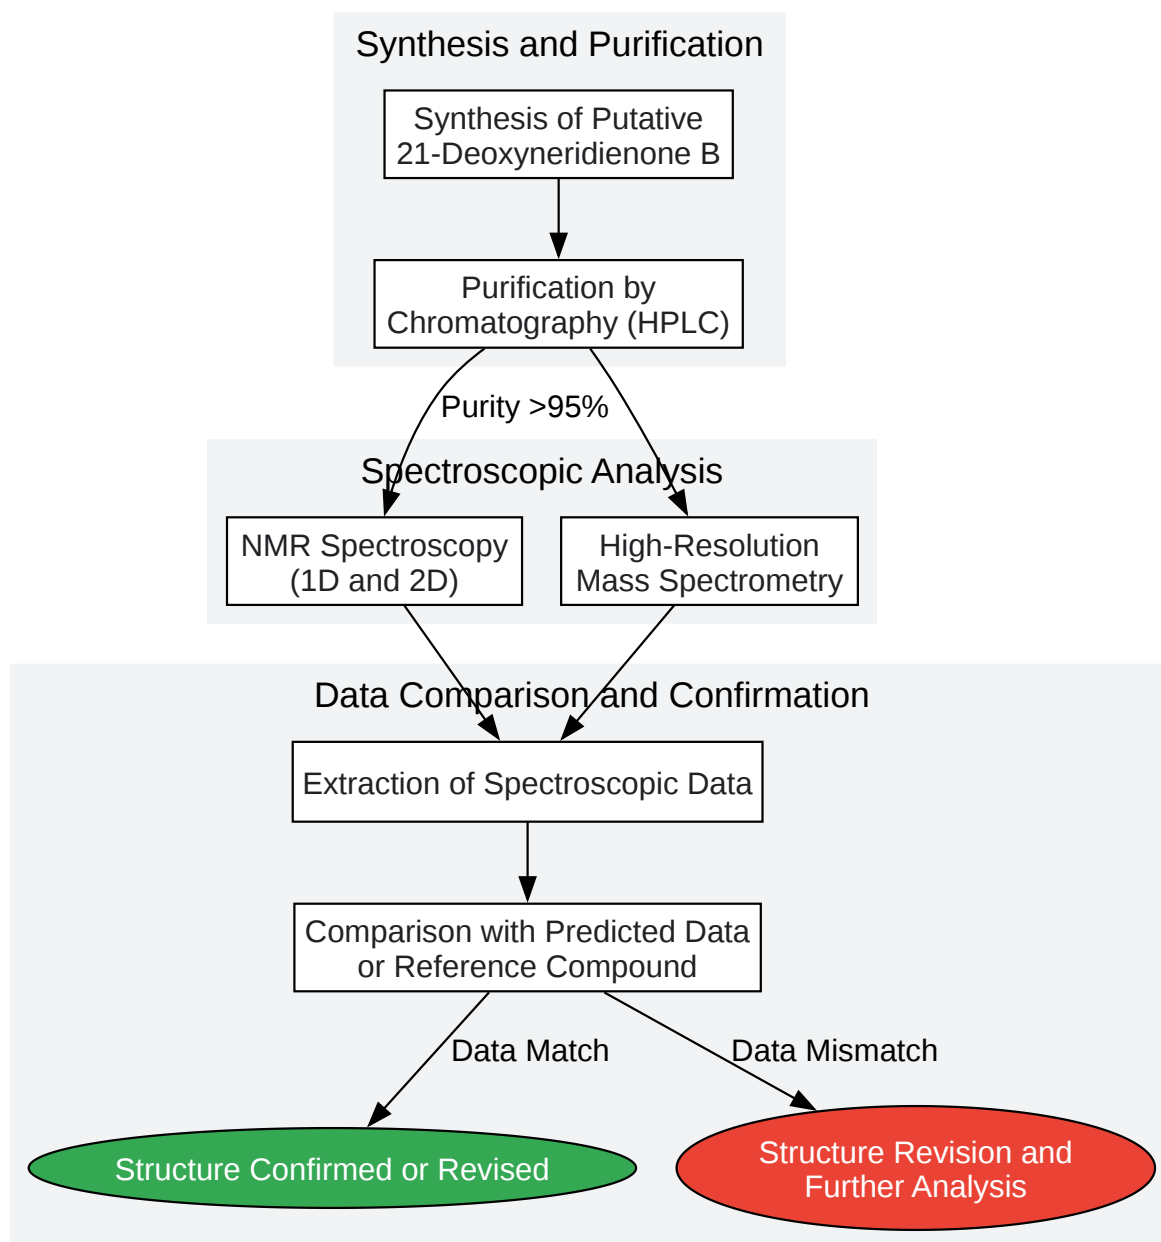 Synthesis and Purification
Synthesis of Putative
21-Deoxyneridienone B
Purification by
Chromatography (HPLC)
Purity >95%
Spectroscopic Analysis
NMR Spectroscopy
(1D and 2D)
High-Resolution
Mass Spectrometry
Data Comparison and Confirmation
Extraction of Spectroscopic Data
Comparison with Predicted Data
or Reference Compound
Data Match
Data Mismatch
Structure Confirmed or Revised
Structure Revision and
Further Analysis